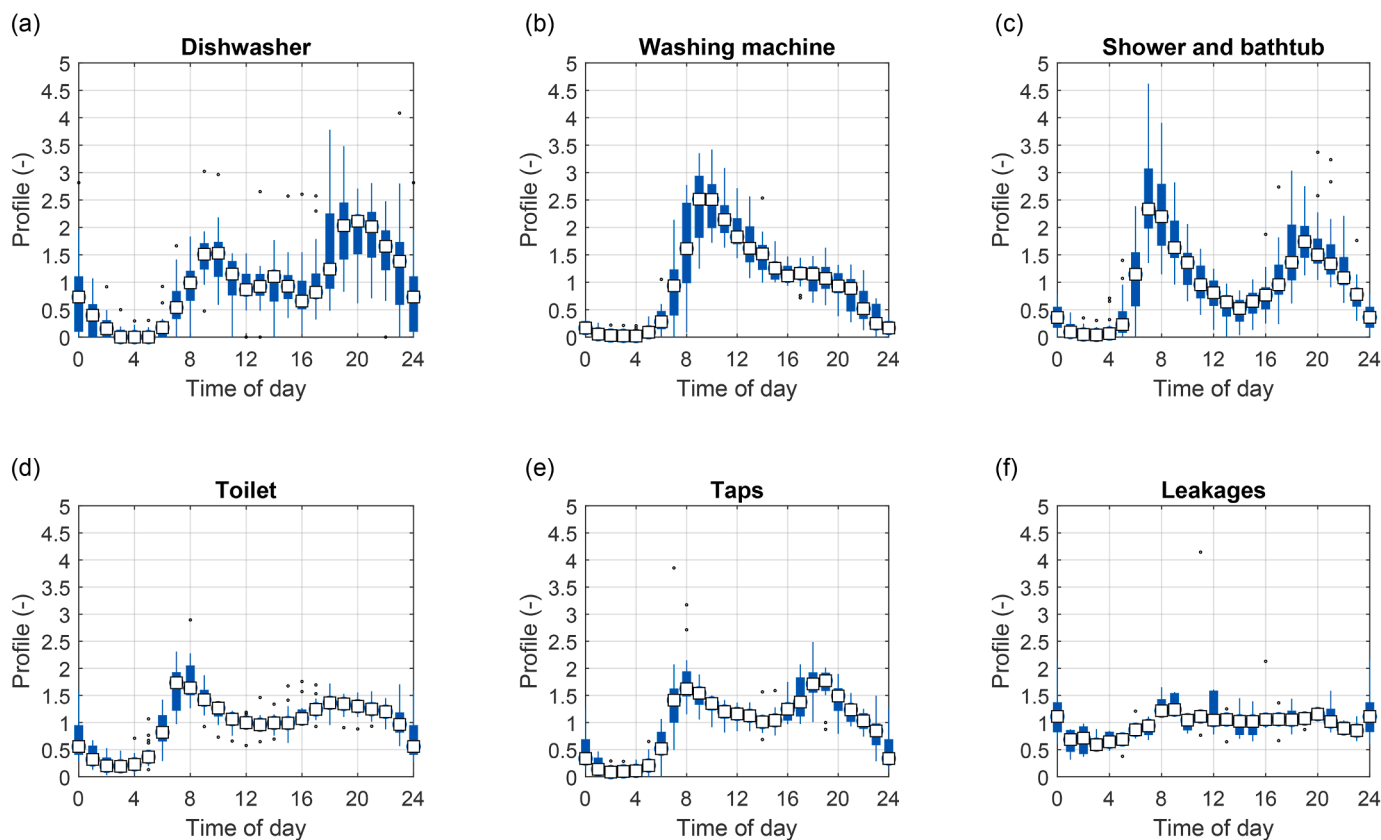 (a)
Dishwasher
5
4.5
4
3.5
3
2.5
2
1.5
1
0.5
0
Profile (-)
0 4 8 12 16 20 24
Time of day
(b)
Washing machine
5
4.5
4
3.5
3
2.5
2
1.5
1
0.5
0
Profile (-)
0 4 8 12 16 20 24
Time of day
(c)
Shower and bathtub
5
4.5
4
3.5
3
2.5
2
1.5
1
0.5
0
Profile (-)
0 4 8 12 16 20 24
Time of day
(d)
Toilet
5
4.5
4
3.5
3
2.5
2
1.5
1
0.5
0
Profile (-)
0 4 8 12 16 20 24
Time of day
(e)
Taps
5
4.5
4
3.5
3
2.5
2
1.5
1
0.5
0
Profile (-)
0 4 8 12 16 20 24
Time of day
(f)
Leakages
5
4.5
4
3.5
3
2.5
2
1.5
1
0.5
0
Profile (-)
0 4 8 12 16 20 24
Time of day